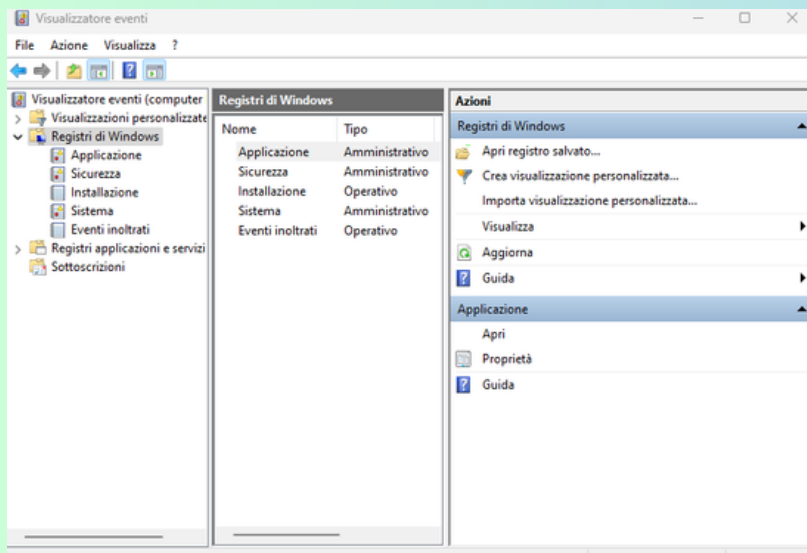 Visualizzatore eventi
File Azione Visualizza ?
Visualizzatore eventi (computer
Visualizzazioni personalizzate
Registri di Windows
Applicazione
Sicurezza
Installazione
Sistema
Eventi inoltrati
Registri applicazioni e servizi
Sottoscrizioni
Registri di Windows
Nome Tipo
Applicazione Amministrativo
Sicurezza Amministrativo
Installazione Operativo
Sistema Amministrativo
Eventi inoltrati Operativo
Azioni
Registri di Windows
Apri registro salvato...
Crea visualizzazione personalizzata...
Importa visualizzazione personalizzata...
Visualizza
Aggiorna
Guida
Applicazione
Apri
Proprietà
Guida